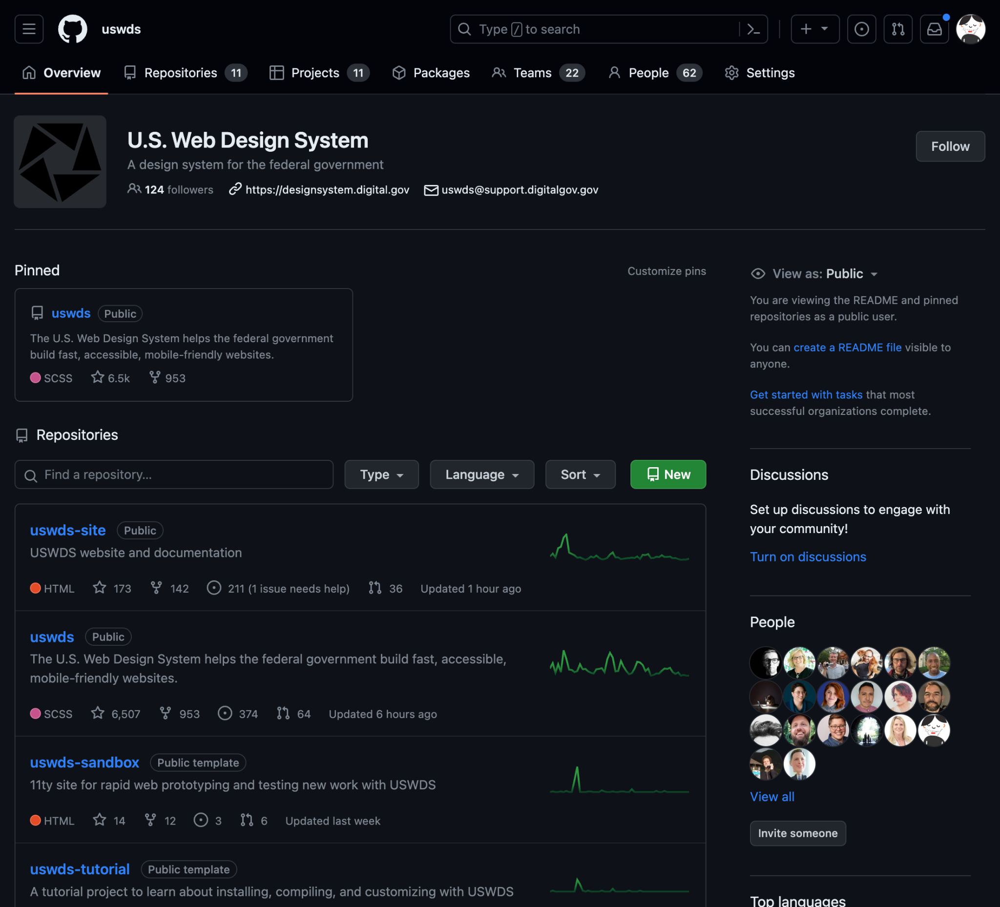 uswds
Type / to search
Overview
Repositories 11
Projects 11
Packages
Teams 22
People 62
Settings
U.S. Web Design System
A design system for the federal government
124 followers https://designsystem.digital.gov uswds@support.digitalgov.gov
Follow
Pinned
Customize pins
uswds Public
The U.S. Web Design System helps the federal government
build fast, accessible, mobile-friendly websites.
SCSS 6.5k 953
Repositories
Find a repository...
Type
Language
Sort
New
uswds-site Public
USWDS website and documentation
HTML 173 142 211 (1 issue needs help) 36 Updated 1 hour ago
uswds Public
The U.S. Web Design System helps the federal government build fast, accessible,
mobile-friendly websites.
SCSS 6,507 953 374 64 Updated 6 hours ago
uswds-sandbox Public template
11ty site for rapid web prototyping and testing new work with USWDS
HTML 14 12 3 6 Updated last week
uswds-tutorial Public template
A tutorial project to learn about installing, compiling, and customizing with USWDS
View as: Public
You are viewing the README and pinned
repositories as a public user.
You can create a README file visible to
anyone.
Get started with tasks that most
successful organizations complete.
Discussions
Set up discussions to engage with
your community!
Turn on discussions
People
View all
Invite someone
Top languages